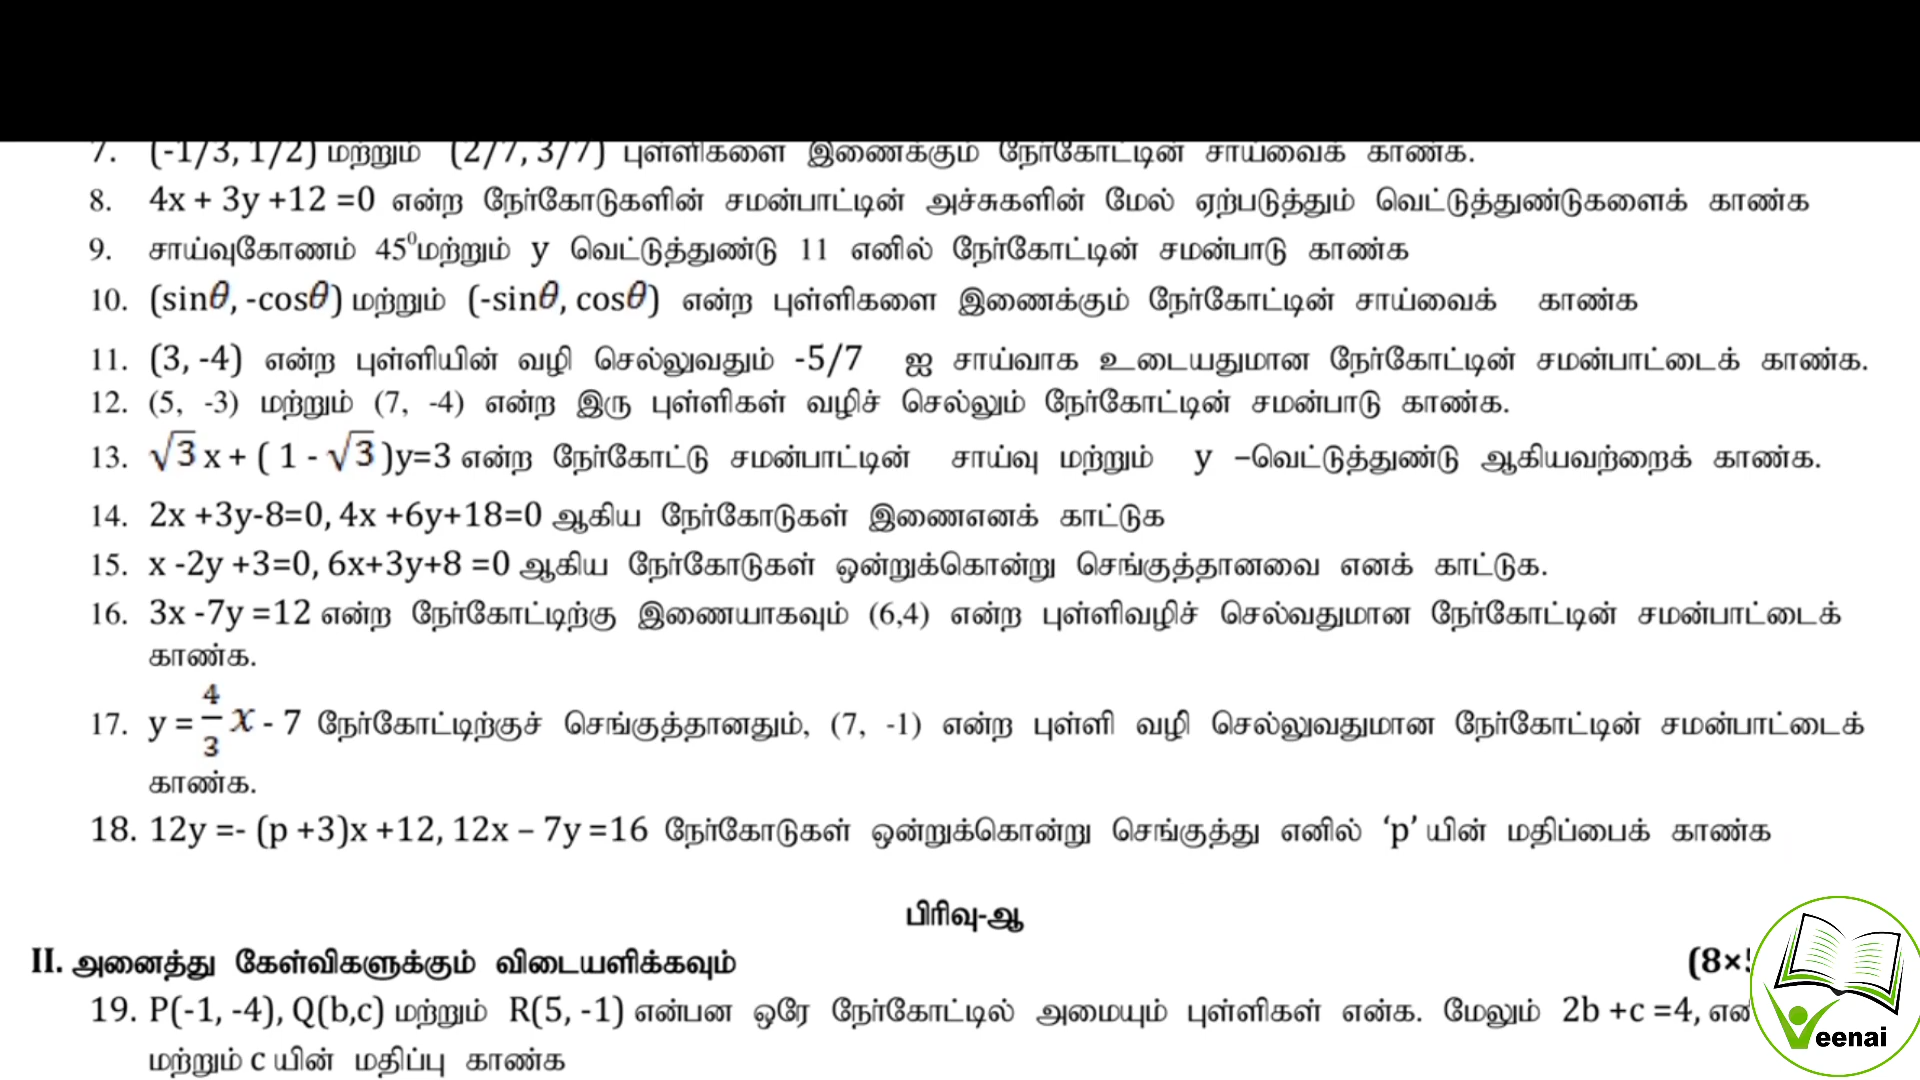 7. (-1/3, 1/2) மற்றும் (2/7, 3/7) புள்ளிகளை இணைக்கும் நேர்கோட்டின் சாய்வைக் காண்க.
8. 4x + 3y +12 =0 என்ற நேர்கோடுகளின் சமன்பாட்டின் அச்சுகளின் மேல் ஏற்படுத்தும் வெட்டுத்துண்டுகளைக் காண்க
9. சாய்வுகோணம் 45⁰மற்றும் y வெட்டுத்துண்டு 11 எனில் நேர்கோட்டின் சமன்பாடு காண்க
10. (sinθ, -cosθ) மற்றும் (-sinθ, cosθ) என்ற புள்ளிகளை இணைக்கும் நேர்கோட்டின் சாய்வைக் காண்க
11. (3, -4) என்ற புள்ளியின் வழி செல்லுவதும் -5/7 ஐ சாய்வாக உடையதுமான நேர்கோட்டின் சமன்பாட்டைக் காண்க.
12. (5, -3) மற்றும் (7, -4) என்ற இரு புள்ளிகள் வழிச் செல்லும் நேர்கோட்டின் சமன்பாடு காண்க.
13. √3 x + ( 1 - √3 )y=3 என்ற நேர்கோட்டு சமன்பாட்டின் சாய்வு மற்றும் y –வெட்டுத்துண்டு ஆகியவற்றைக் காண்க.
14. 2x +3y-8=0, 4x +6y+18=0 ஆகிய நேர்கோடுகள் இணைஎனக் காட்டுக
15. x -2y +3=0, 6x+3y+8 =0 ஆகிய நேர்கோடுகள் ஒன்றுக்கொன்று செங்குத்தானவை எனக் காட்டுக.
16. 3x -7y =12 என்ற நேர்கோட்டிற்கு இணையாகவும் (6,4) என்ற புள்ளிவழிச் செல்வதுமான நேர்கோட்டின் சமன்பாட்டைக்
காண்க.
17. y = 4/3 x - 7 நேர்கோட்டிற்குச் செங்குத்தானதும், (7, -1) என்ற புள்ளி வழி செல்லுவதுமான நேர்கோட்டின் சமன்பாட்டைக்
காண்க.
18. 12y =- (p +3)x +12, 12x – 7y =16 நேர்கோடுகள் ஒன்றுக்கொன்று செங்குத்து எனில் ‘p’ யின் மதிப்பைக் காண்க
பிரிவு-ஆ
II. அனைத்து கேள்விகளுக்கும் விடையளிக்கவும் (8×
19. P(-1, -4), Q(b,c) மற்றும் R(5, -1) என்பன ஒரே நேர்கோட்டில் அமையும் புள்ளிகள் என்க. மேலும் 2b +c =4,
மற்றும் c யின் மதிப்பு காண்க
Veenai